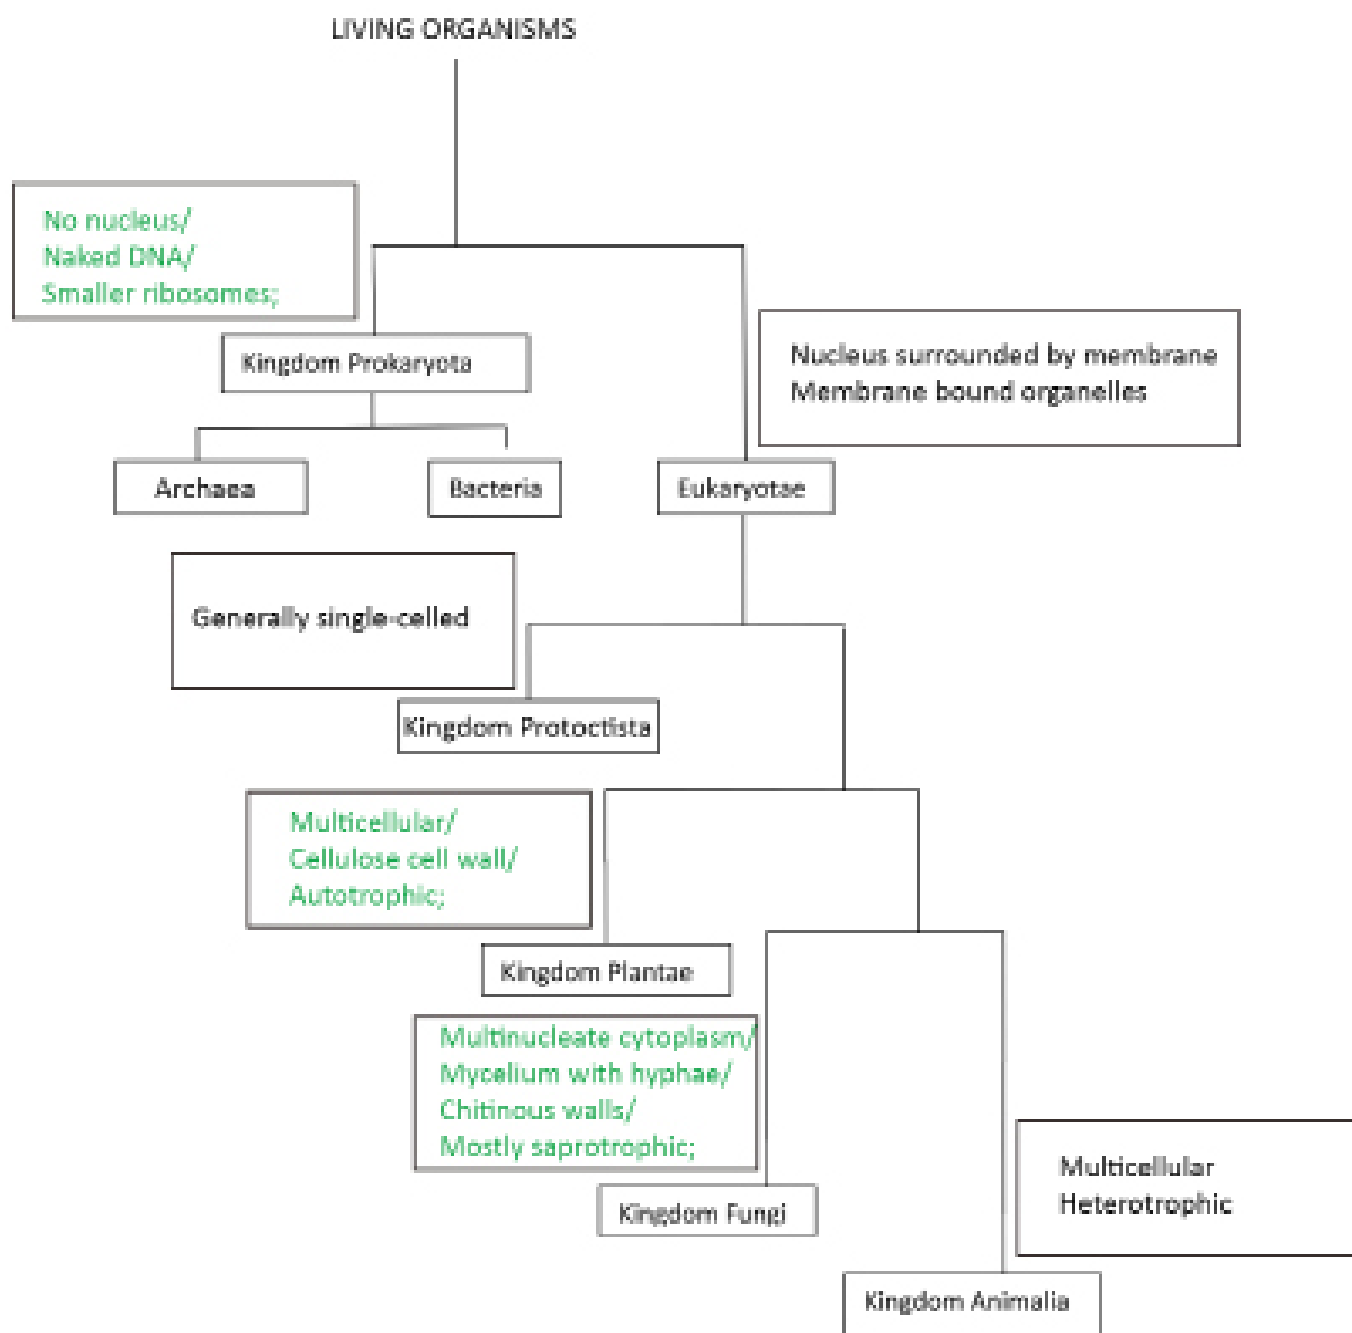 LIVING ORGANISMS
No nucleus/
Naked DNA/
Smaller ribosomes;
Kingdom Prokaryota
Nucleus surrounded by membrane
Membrane bound organelles
Archaea
Bacteria
Eukaryotae
Generally single-celled
Kingdom Protoctista
Multicellular/
Cellulose cell wall/
Autotrophic;
Kingdom Plantae
Multinucleate cytoplasm/
Mycelium with hyphae/
Chitinous walls/
Mostly saprotrophic;
Multicellular
Heterotrophic
Kingdom Fungi
Kingdom Animalia